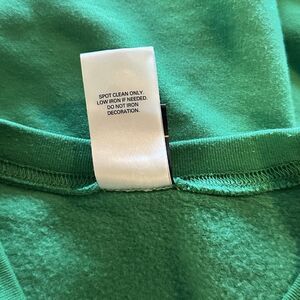 SPOT CLEAN ONLY.
LOW IRON IF NEEDED.
DO NOT IRON
DECORATION.